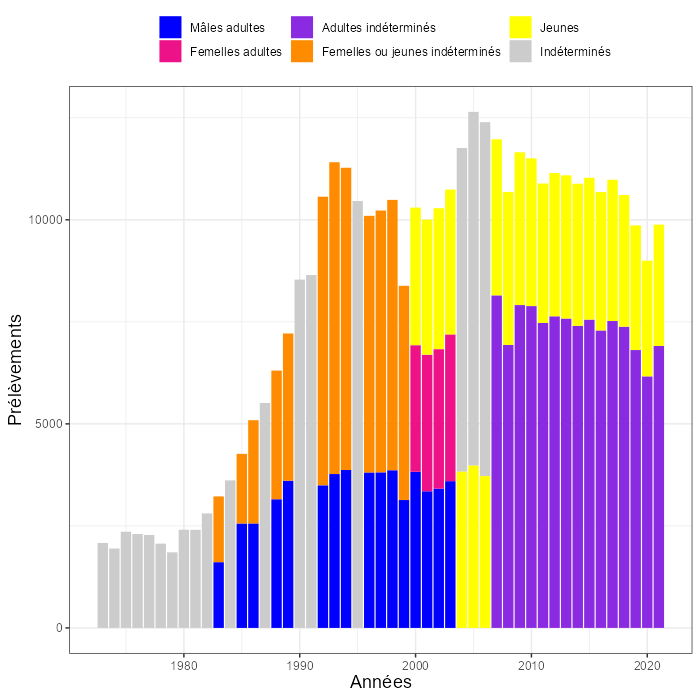 Mâles adultes Adultes indéterminés Jeunes
Femelles adultes Femelles ou jeunes indéterminés Indéterminés
10000
5000
0
Prélèvements
1980 1990 2000 2010 2020
Années